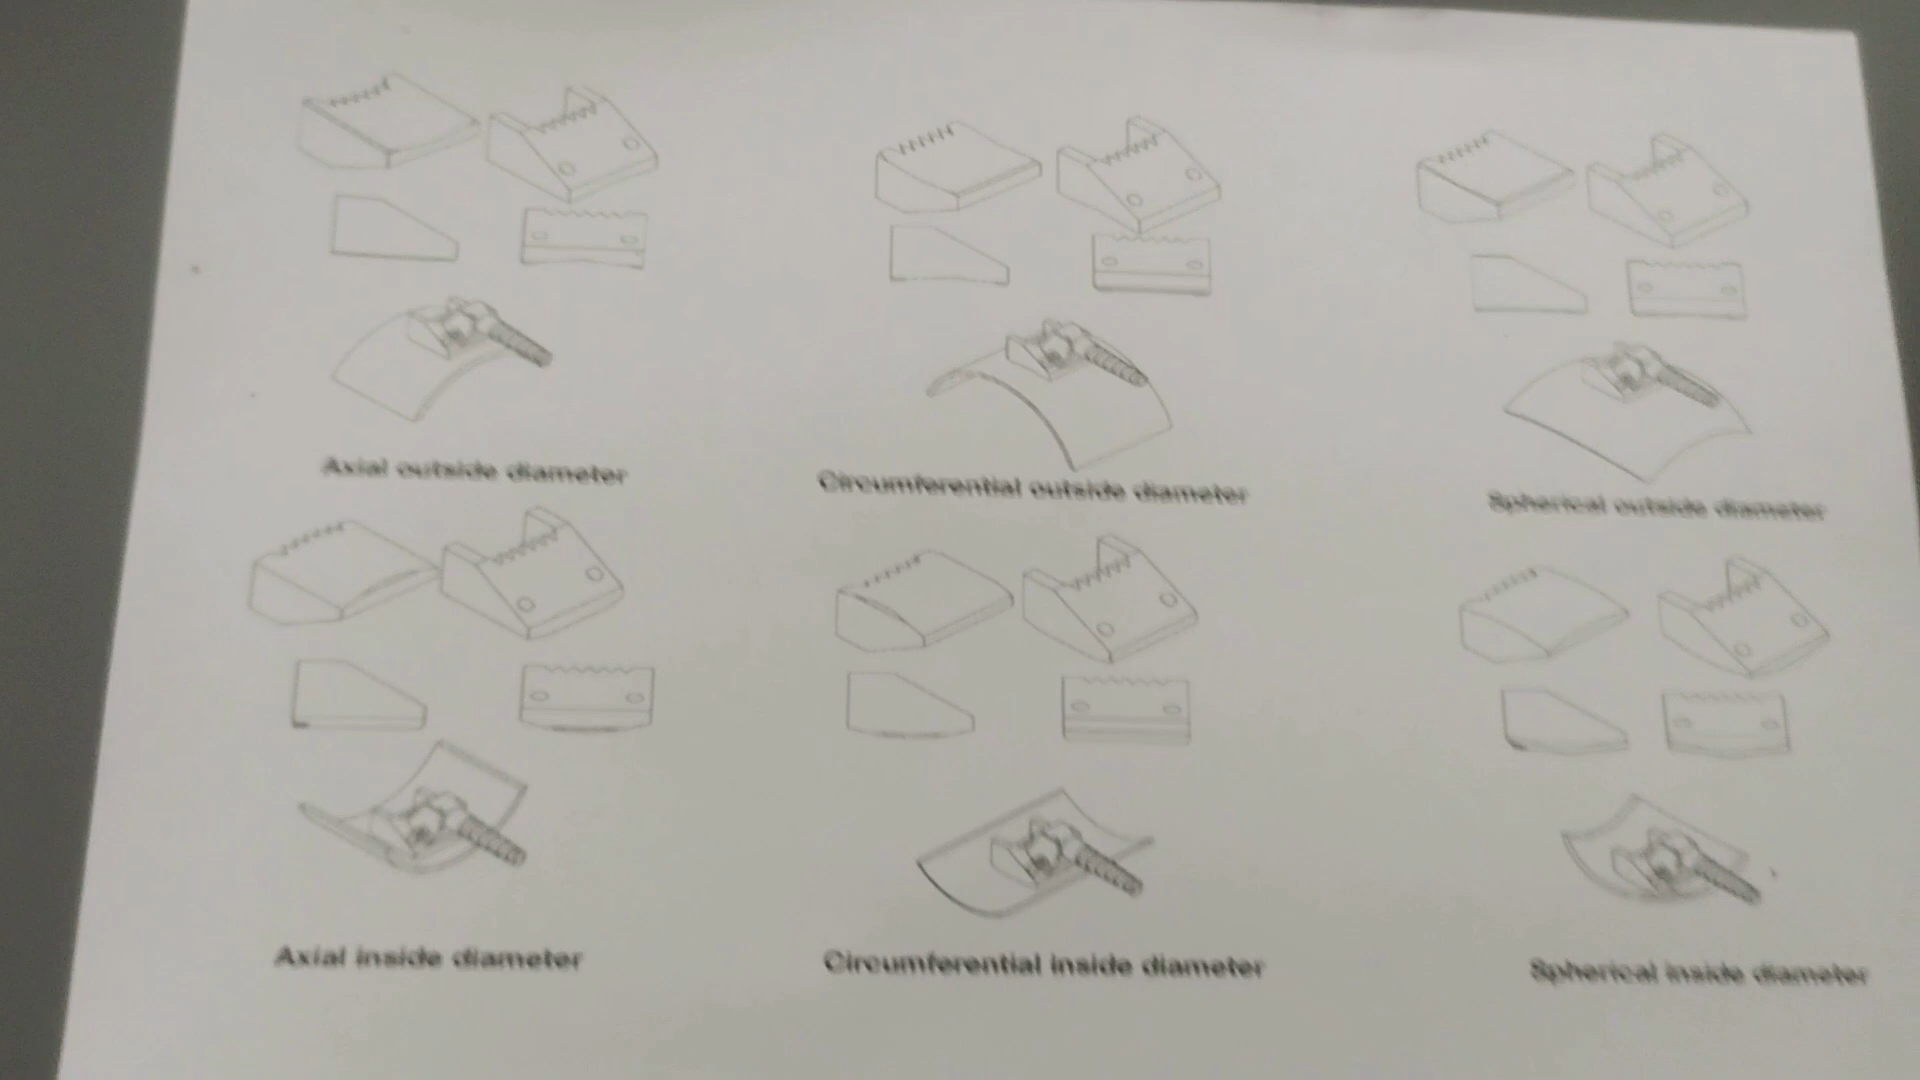 Axial outside diameter
Circumferential outside diameter
Spherical outside diameter
Axial inside diameter
Circumferential inside diameter
Spherical inside diameter